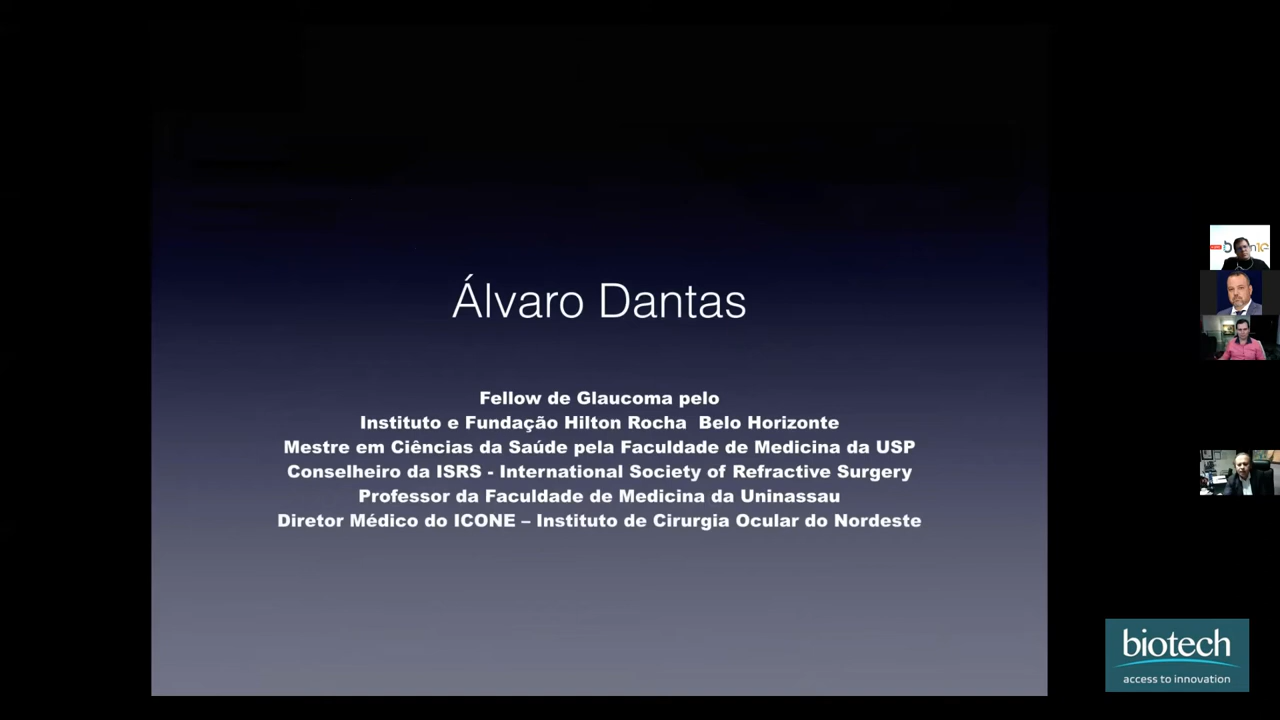 Álvaro Dantas
Fellow de Glaucoma pelo
Instituto e Fundação Hilton Rocha Belo Horizonte
Mestre em Ciências da Saúde pela Faculdade de Medicina da USP
Conselheiro da ISRS - International Society of Refractive Surgery
Professor da Faculdade de Medicina da Uninassau
Diretor Médico do ICONE – Instituto de Cirurgia Ocular do Nordeste
biotech
access to innovation